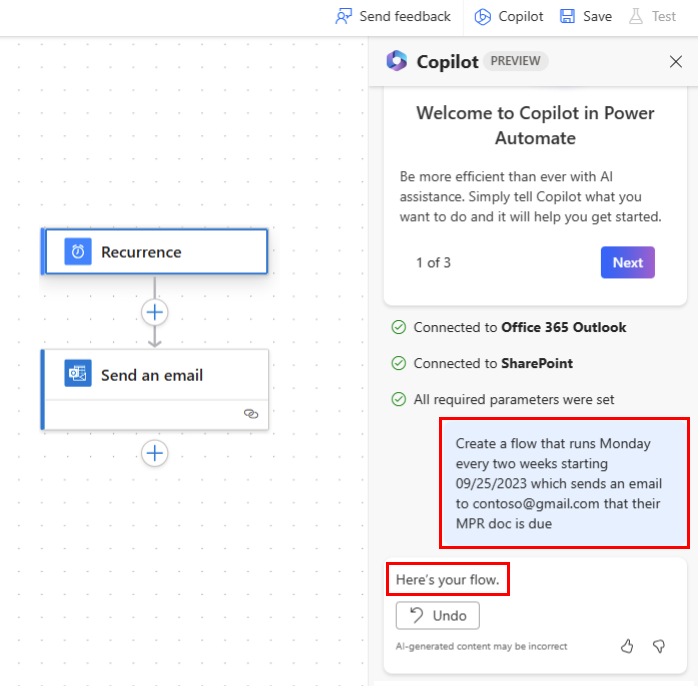 Send feedback
Copilot
Save
Test
Copilot PREVIEW
Welcome to Copilot in Power
Automate
Be more efficient than ever with AI
assistance. Simply tell Copilot what you
want to do and it will help you get started.
1 of 3
Next
Recurrence
Send an email
Connected to Office 365 Outlook
Connected to SharePoint
All required parameters were set
Create a flow that runs Monday
every two weeks starting
09/25/2023 which sends an email
to contoso@gmail.com that their
MPR doc is due
Here's your flow.
Undo
AI-generated content may be incorrect